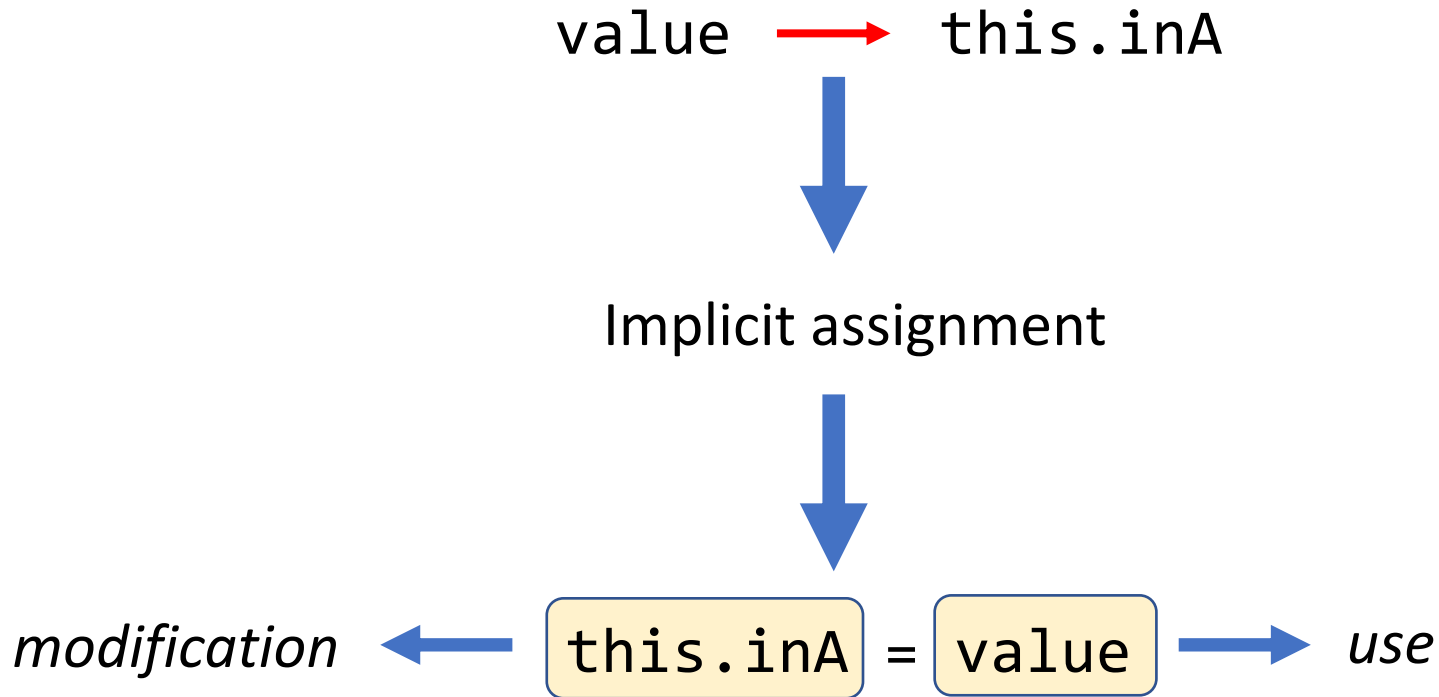 value this.inA
Implicit assignment
modification this.inA = value use